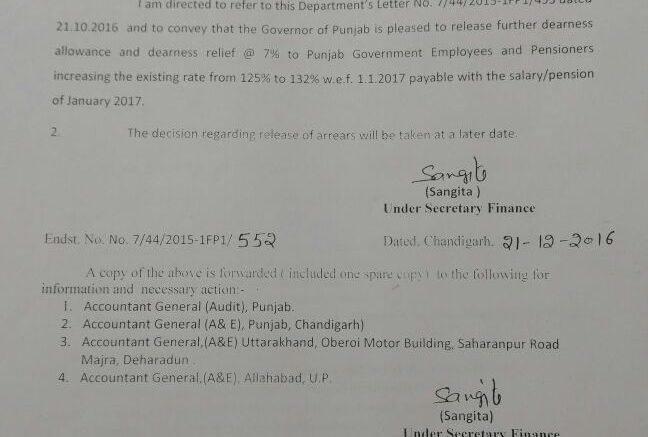 I am directed to refer to this Department's Letter No. 7/44/2015-1FP1/495 dated
21.10.2016 and to convey that the Governor of Punjab is pleased to release further dearness
allowance and dearness relief @ 7% to Punjab Government Employees and Pensioners
increasing the existing rate from 125% to 132% w.e.f. 1.1.2017 payable with the salary/pension
of January 2017.
2. The decision regarding release of arrears will be taken at a later date.
Sangita
(Sangita )
Under Secretary Finance
Endst. No. No. 7/44/2015-1FP1/ 552 Dated. Chandigarh. 21-12-2016
A copy of the above is forwarded ( included one spare copy ) to the following for
information and necessary action:-
1. Accountant General (Audit), Punjab.
2. Accountant General (A& E), Punjab, Chandigarh)
3. Accountant General,(A&E) Uttarakhand, Oberoi Motor Building, Saharanpur Road
Majra, Deharadun .
4. Accountant General,(A&E), Allahabad, U.P.
Sangita
(Sangita)
Under Secretary Finance